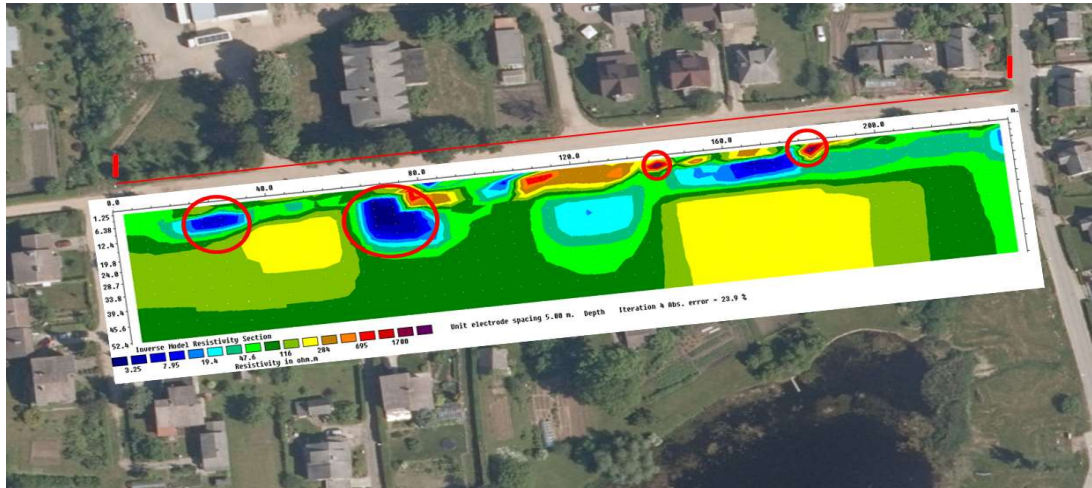 0.0 40.0 80.0 120.0 160.0 200.0 m.
1.25
6.38
12.4
19.8
24.0
28.7
33.8
39.4
45.6
52.4
Inverse Model Resistivity Section
3.25 7.95 19.4 47.6 116 284 695 1700
Resistivity in ohm.m
Unit electrode spacing 5.00 m. Depth Iteration 4 Abs. error = 23.9 %